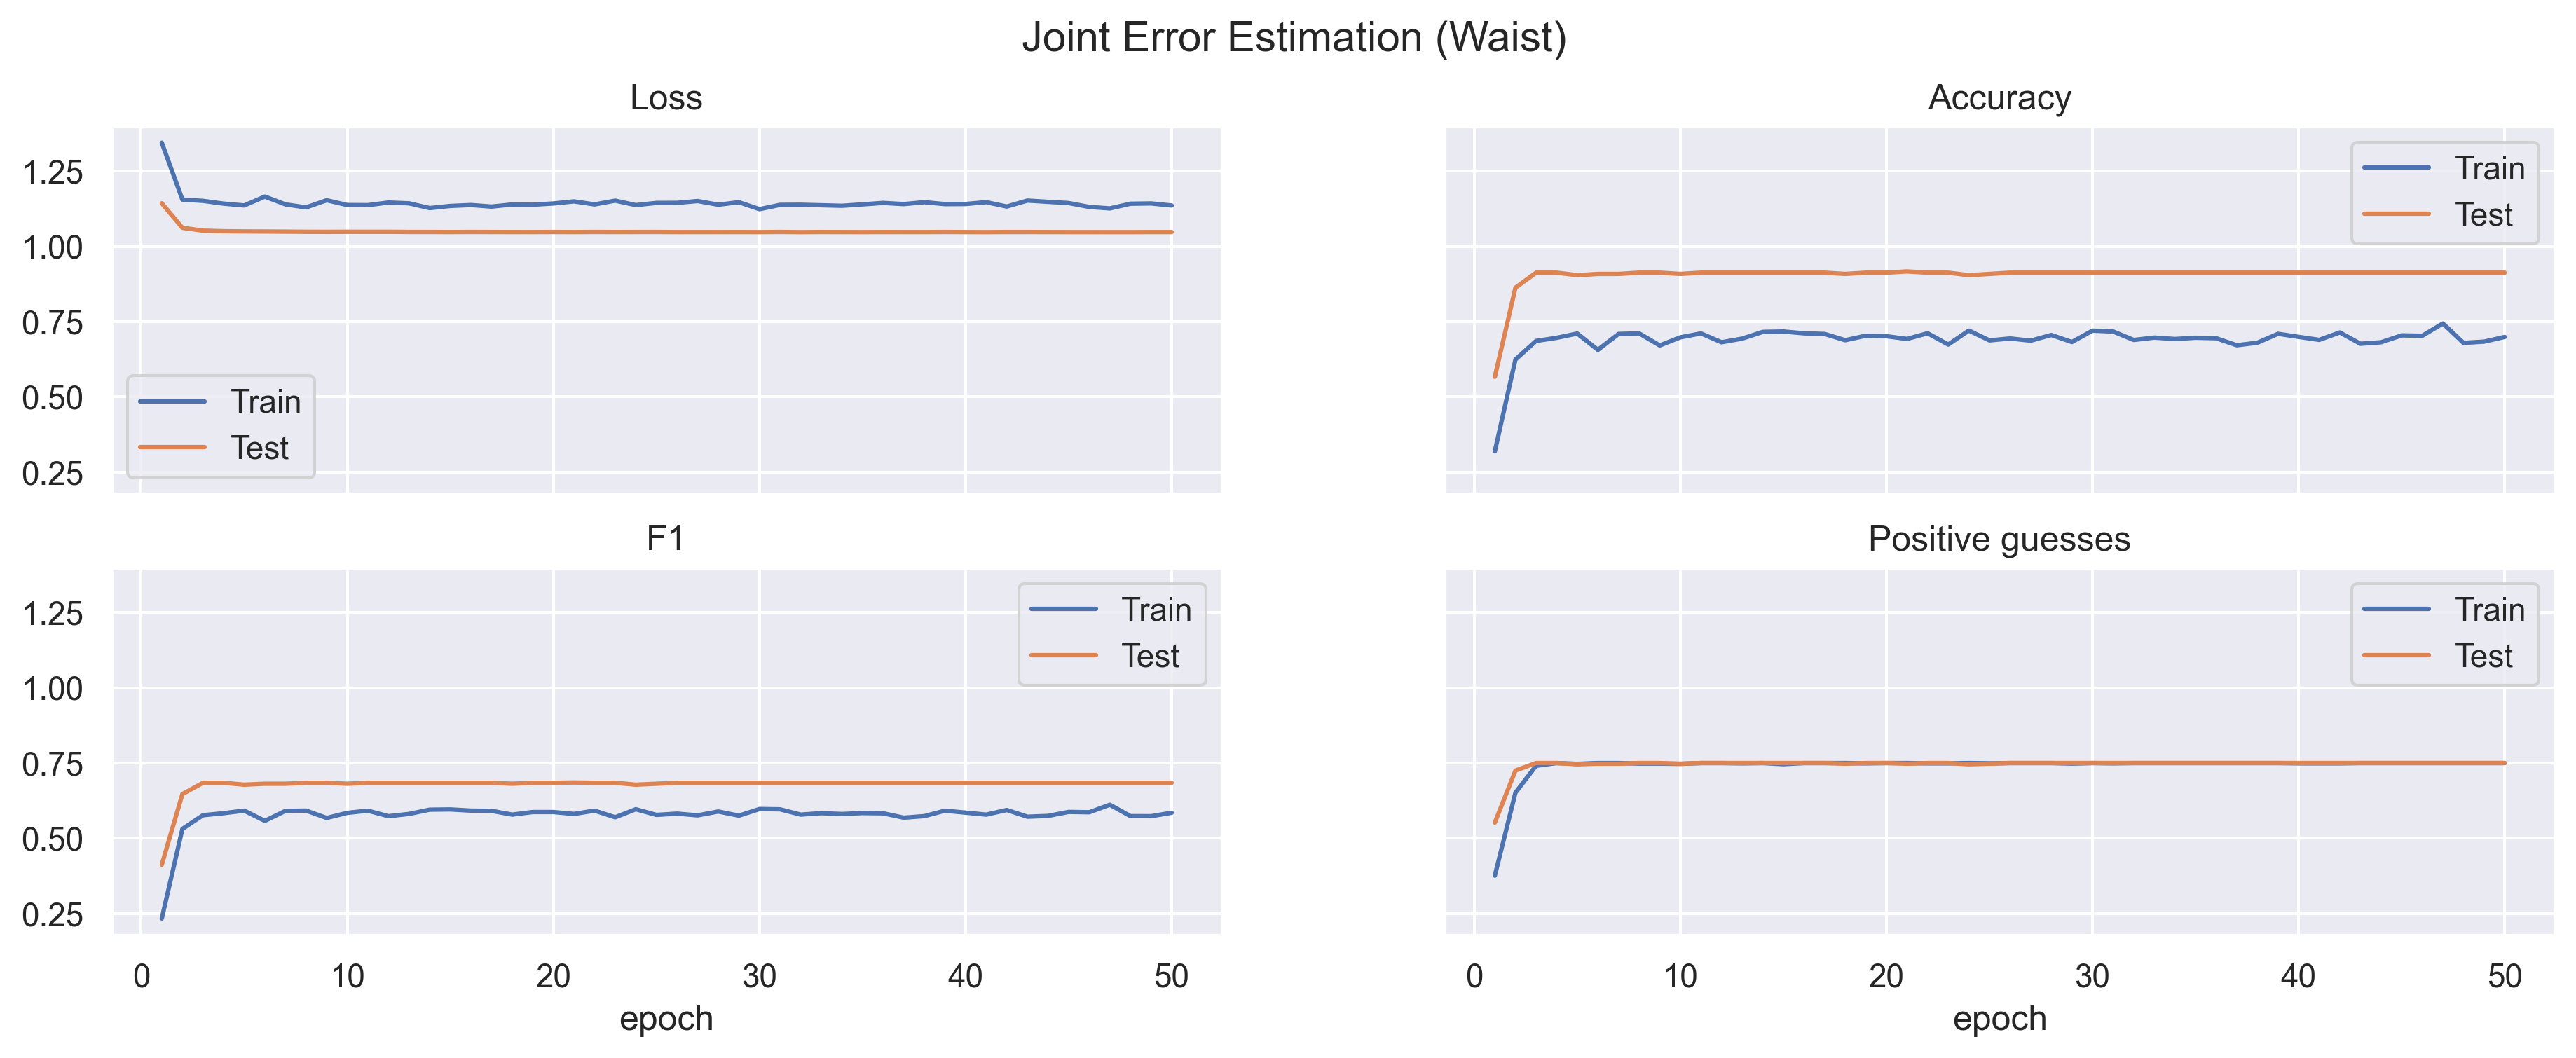 Joint Error Estimation (Waist)
Loss
Accuracy
1.25
1.00
0.75
0.50
0.25
Train
Test
Train
Test
F1
Positive guesses
1.25
1.00
0.75
0.50
0.25
Train
Test
Train
Test
0 10 20 30 40 50
0 10 20 30 40 50
epoch
epoch